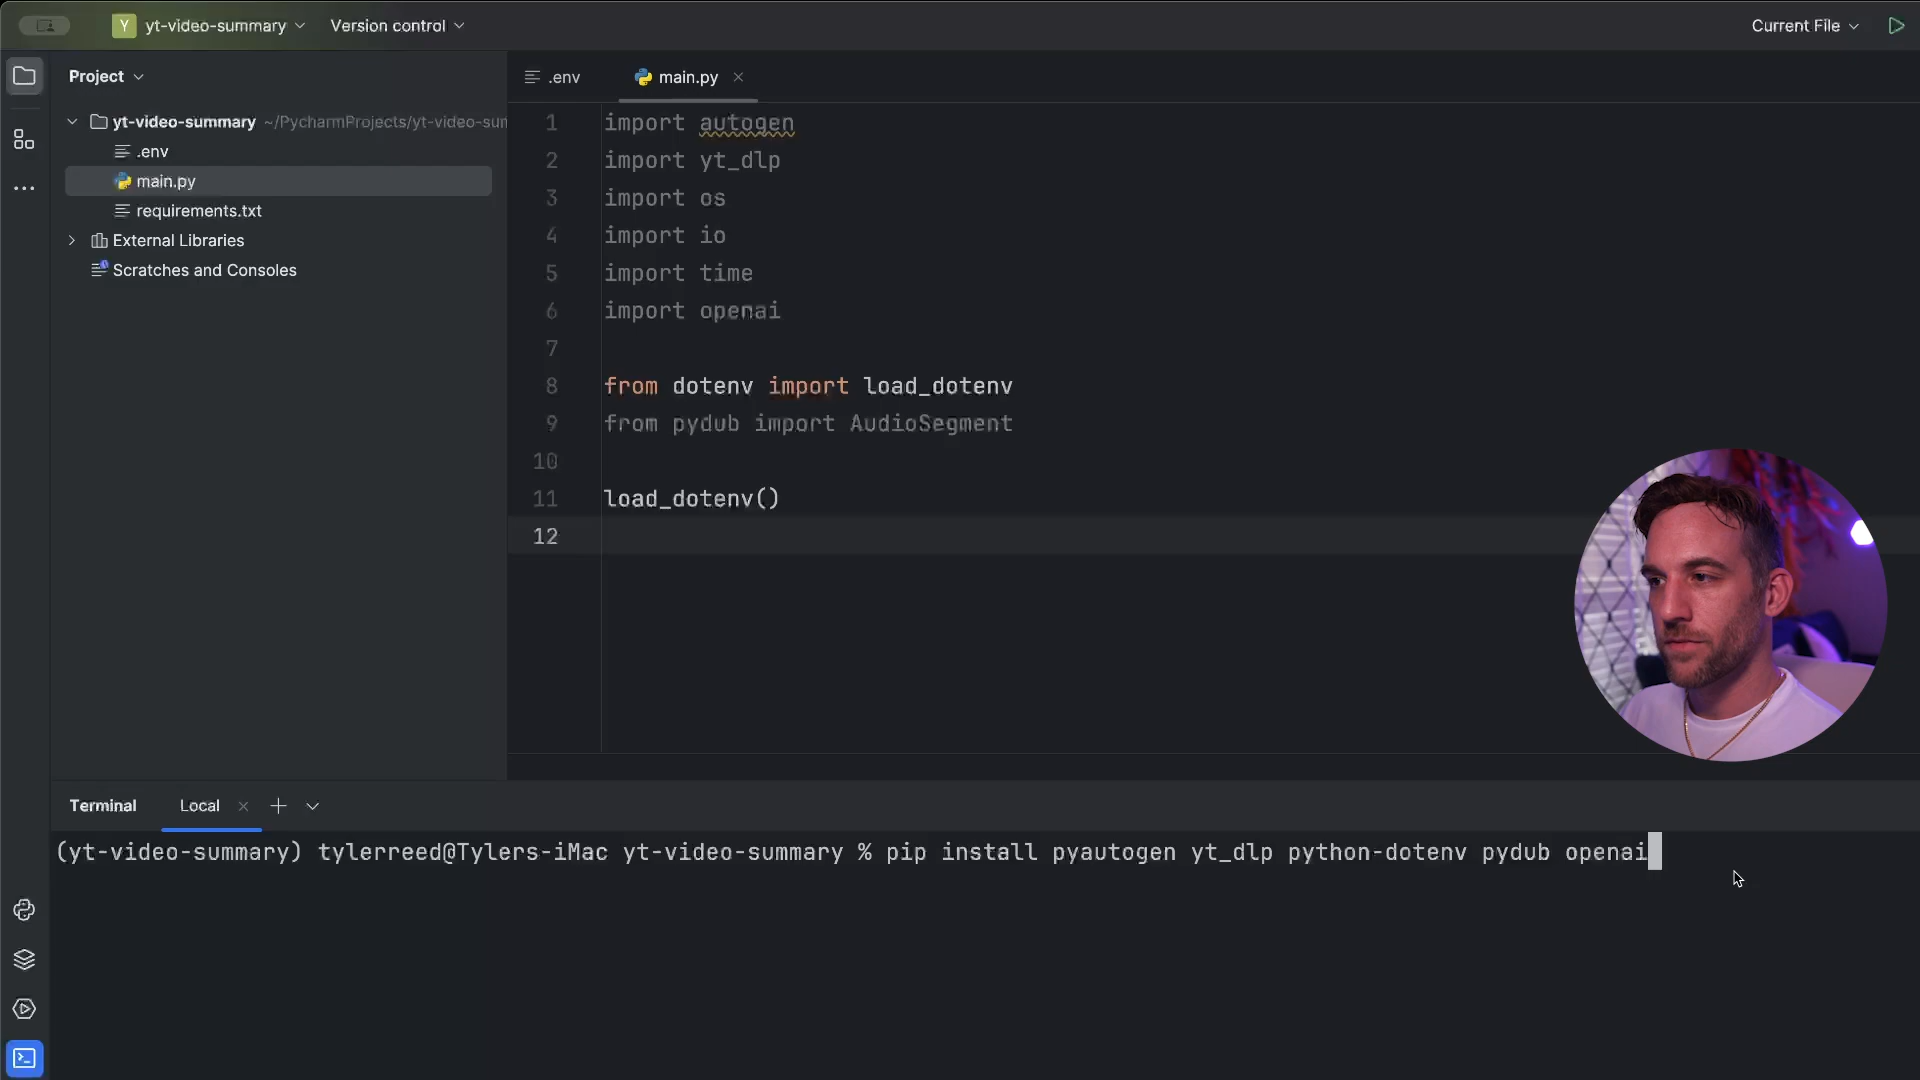 Y yt-video-summary Version control Current File
Project
yt-video-summary ~/PycharmProjects/yt-video-sum
.env
main.py
requirements.txt
External Libraries
Scratches and Consoles
.env main.py
1 import autogen
2 import yt_dlp
3 import os
4 import io
5 import time
6 import openai
7
8 from dotenv import load_dotenv
9 from pydub import AudioSegment
10
11 load_dotenv()
12
Terminal Local
(yt-video-summary) tylerreed@Tylers-iMac yt-video-summary % pip install pyautogen yt_dlp python-dotenv pydub openai